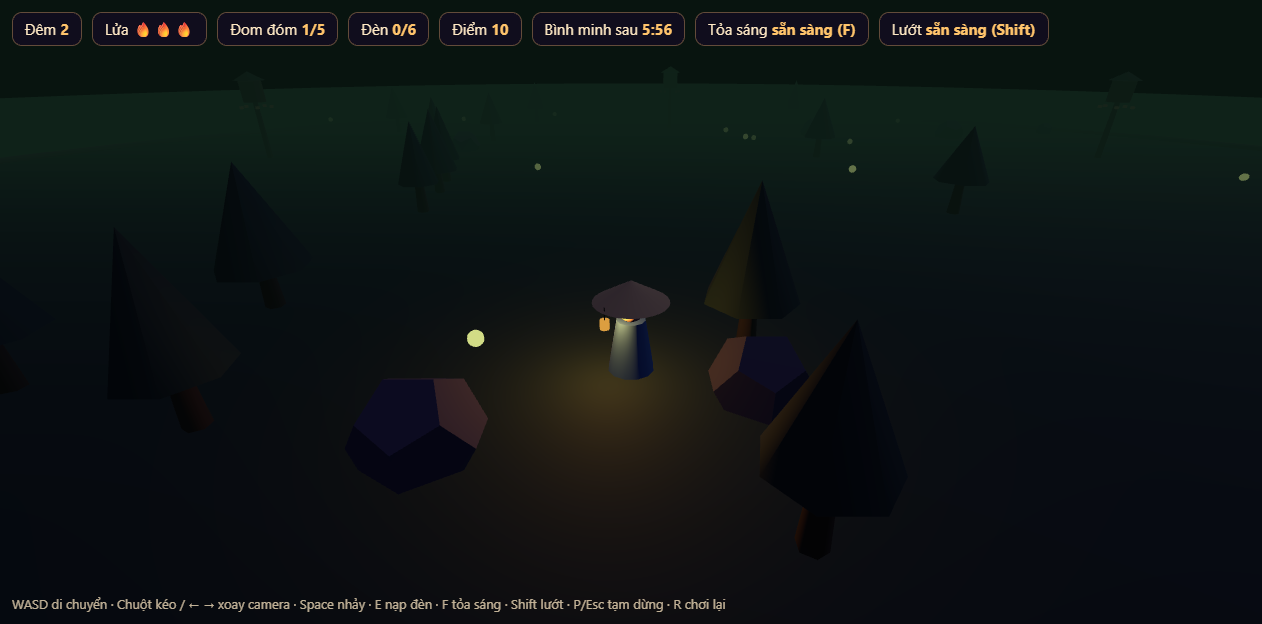 Đêm 2
Lửa 🔥 🔥 🔥
Đom đóm 1/5
Đèn 0/6
Điểm 10
Bình minh sau 5:56
Tỏa sáng sẵn sàng (F)
Lướt sẵn sàng (Shift)
WASD di chuyển · Chuột kéo / ← → xoay camera · Space nhảy · E nạp đèn · F tỏa sáng · Shift lướt · P/Esc tạm dừng · R chơi lại